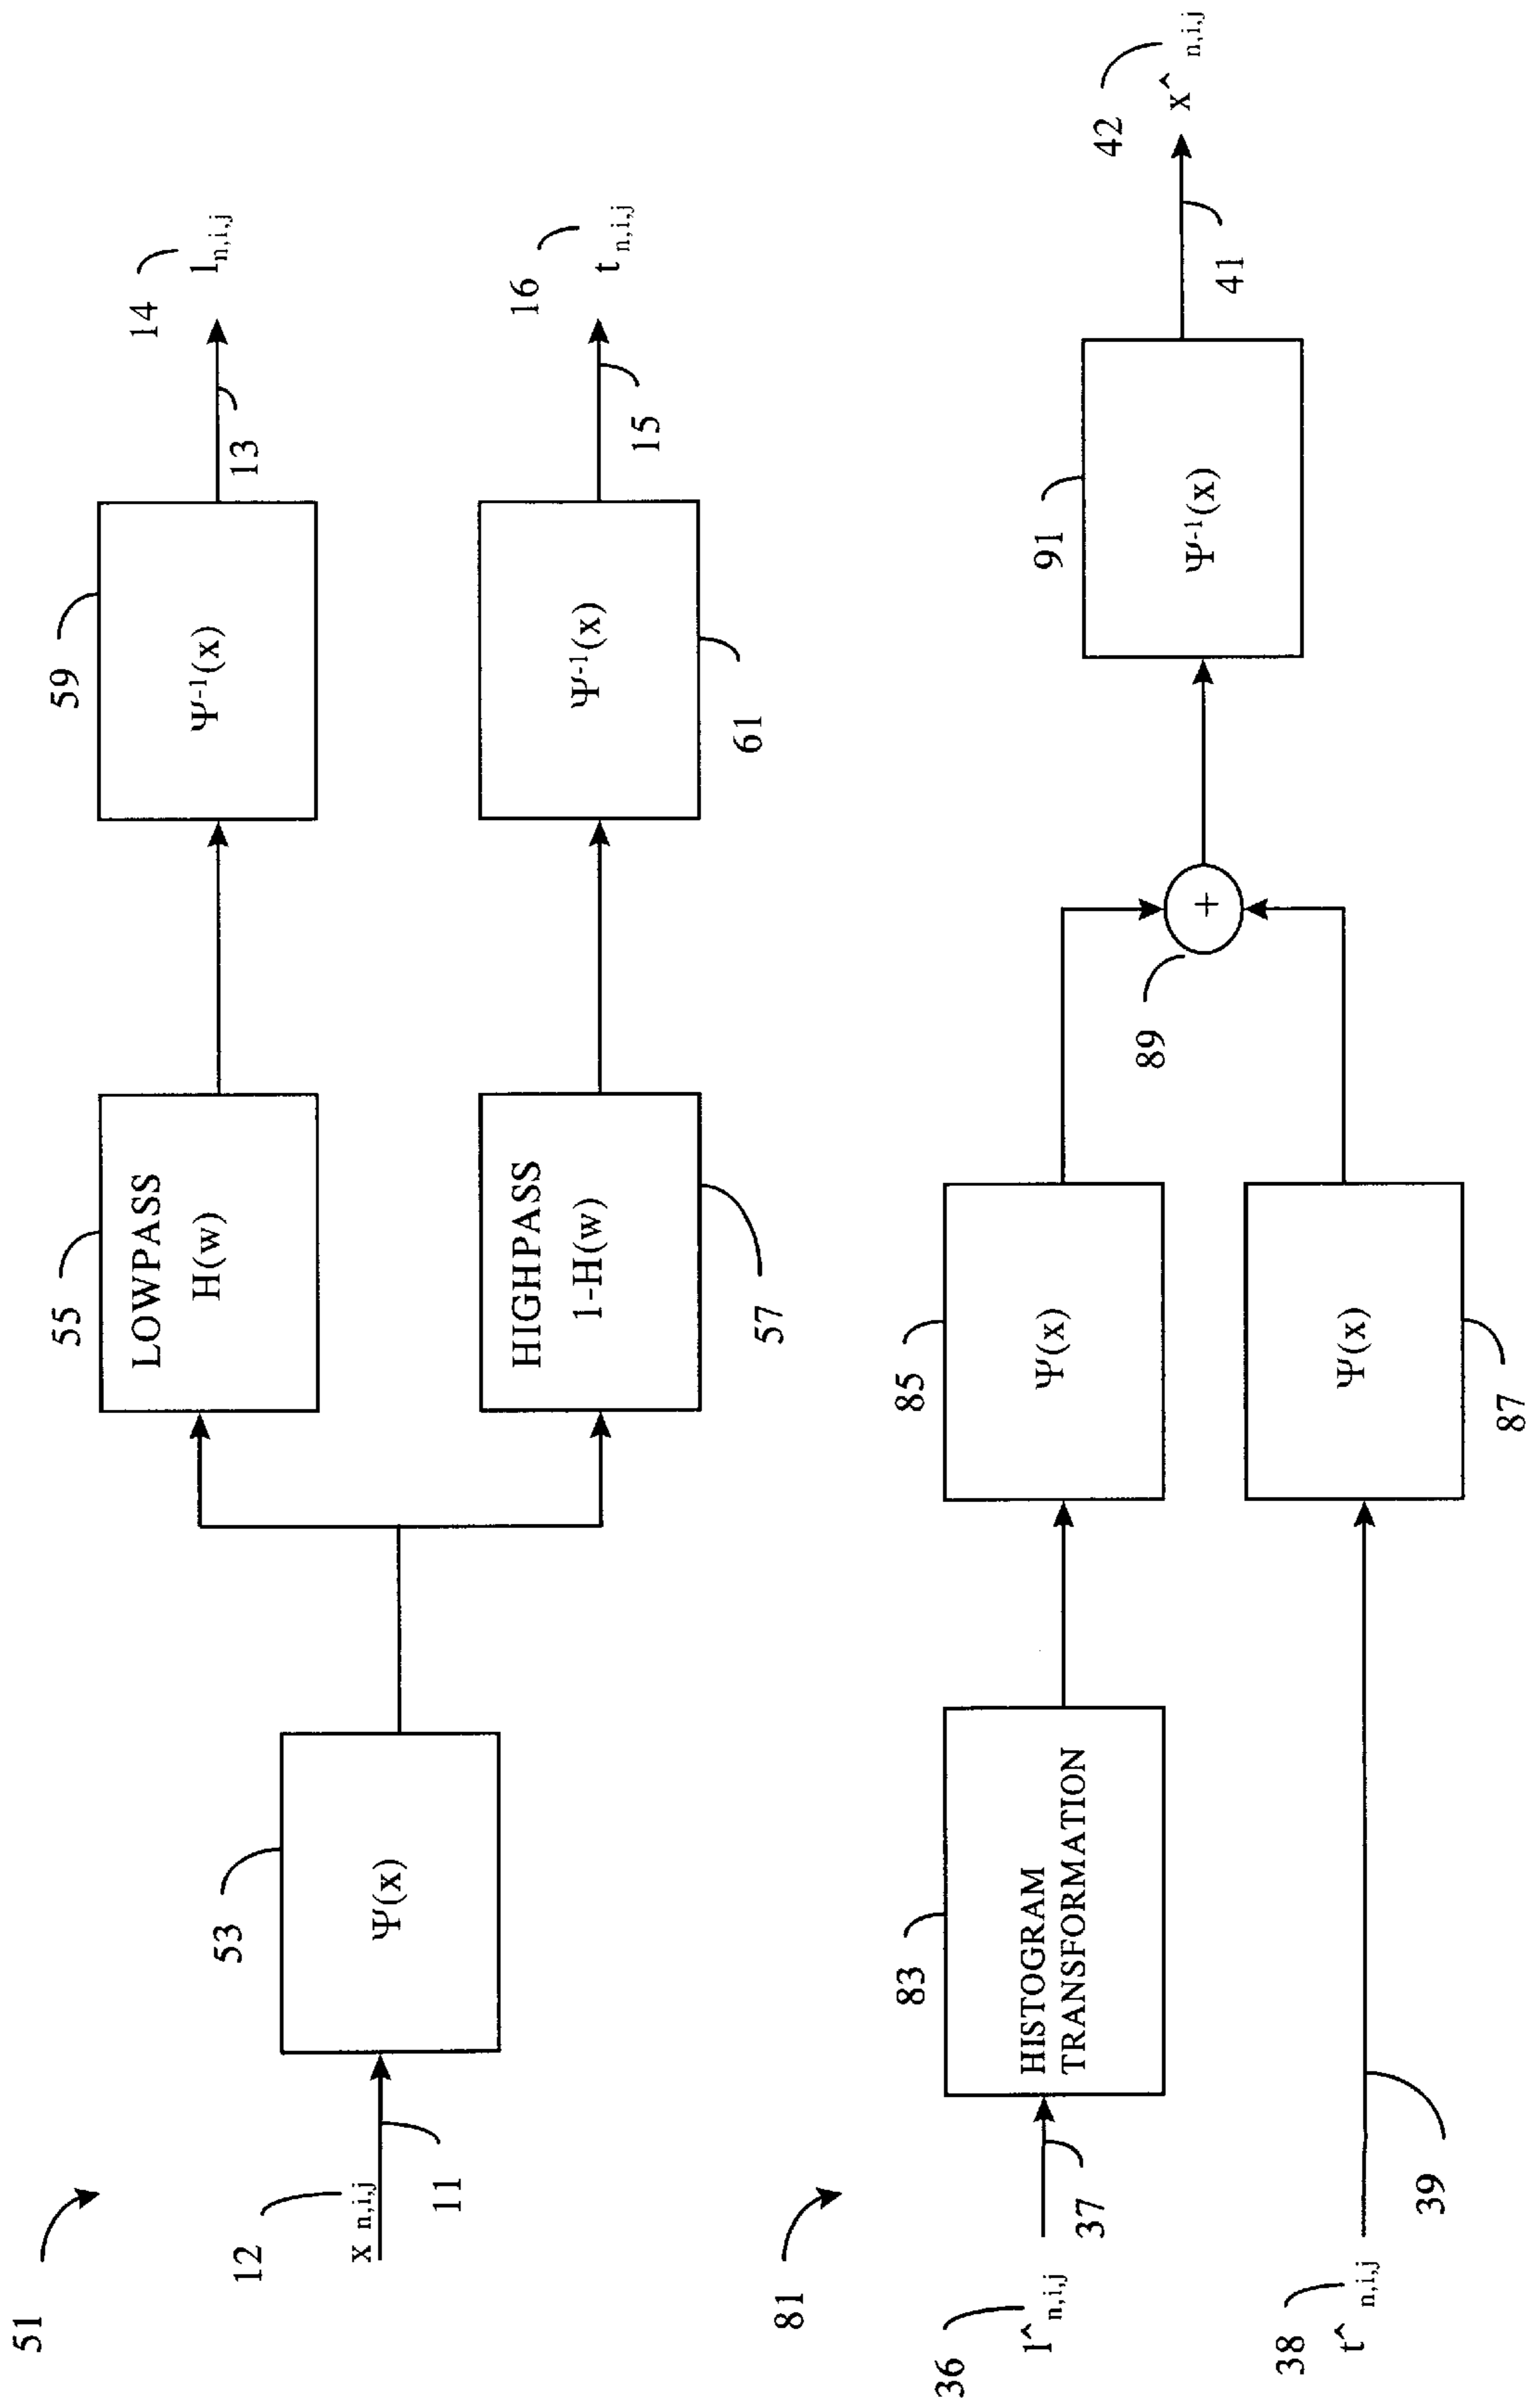 51
12
x n,i,j
11
53
Ψ(x)
55
LOWPASS
H(w)
HIGHPASS
1-H(w)
57
59
Ψ-1(x)
Ψ-1(x)
61
13
14
l n,i,j
15
16
t n,i,j
81
36
l^ n,i,j
37
38
t^ n,i,j
39
83
HISTOGRAM
TRANSFORMATION
85
Ψ(x)
Ψ(x)
87
89
+
91
Ψ-1(x)
41
42
x^ n,i,j